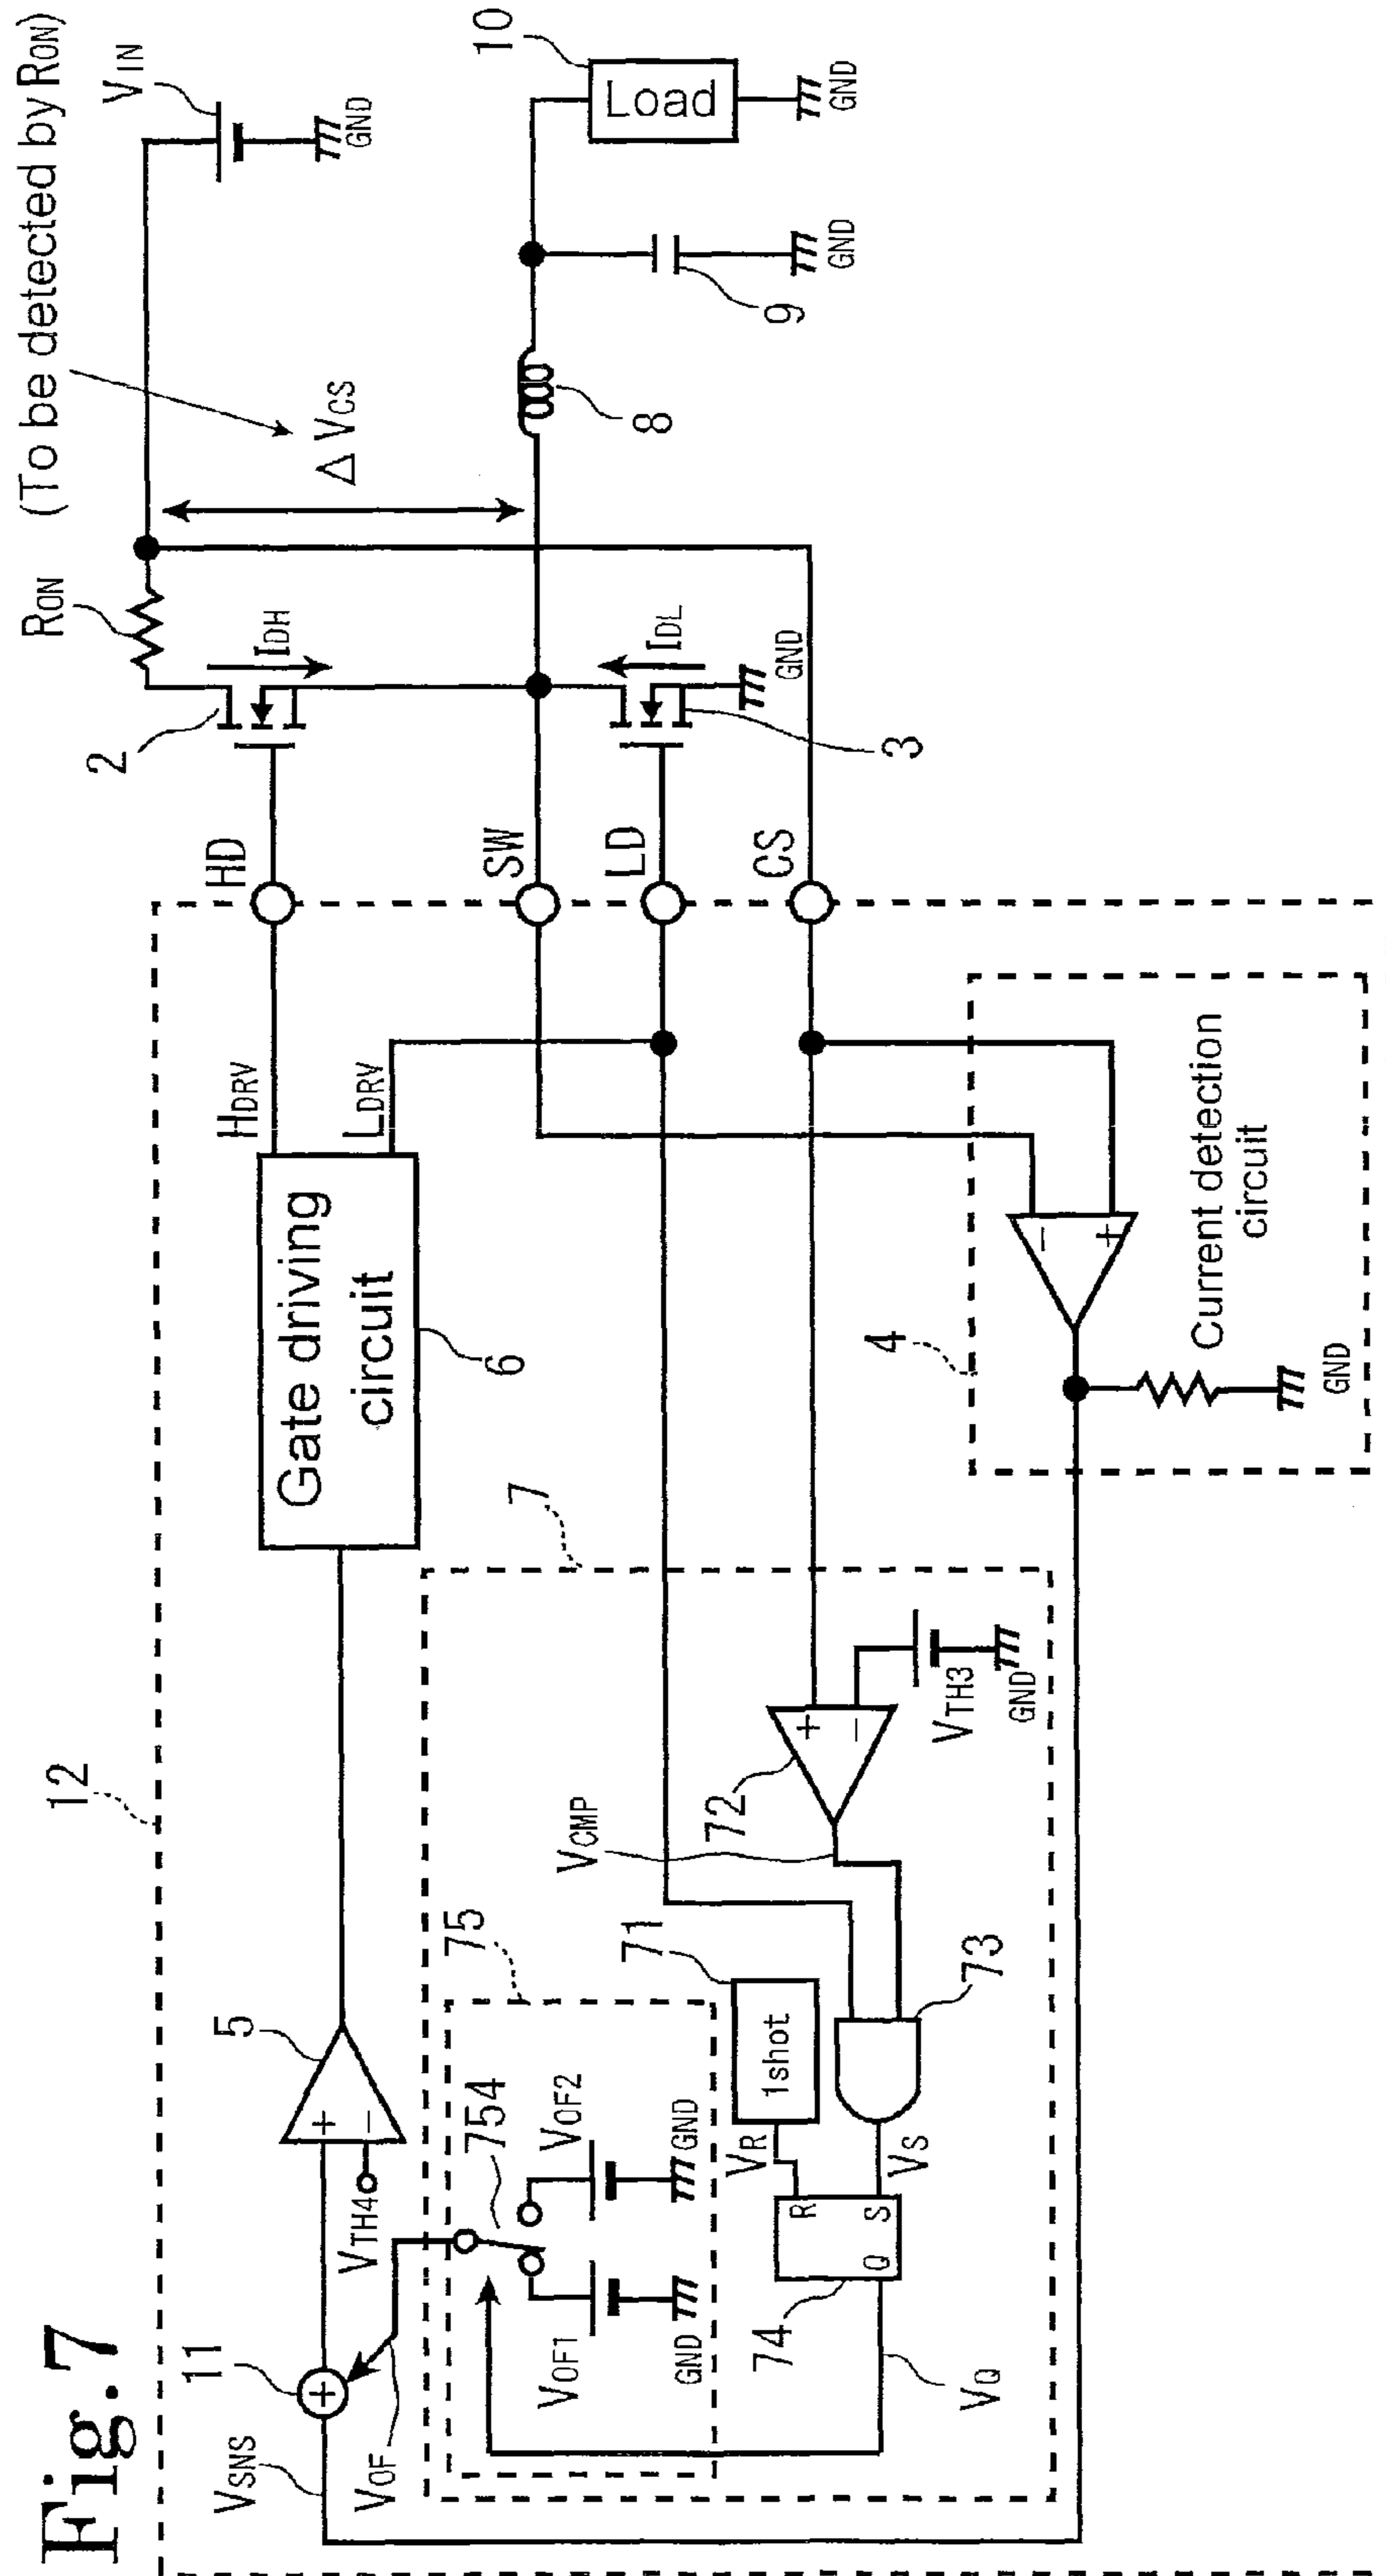 Fig.7
12
(To be detected by RON)
RON
VIN
GND
ΔVCS
2
IDH
HD
HDRV
LDRV
Gate driving
circuit
6
SW
LD
CS
IDL
GND
3
8
9
GND
10
Load
GND
11
VSNS
VOF
5
+
−
VTH4
+
7
75
754
VOF1
GND
VOF2
GND
71
1shot
VR
R
S
Q
74
VS
73
VQ
VCMP
72
+
−
VTH3
GND
4
−
+
Current detection
circuit
GND